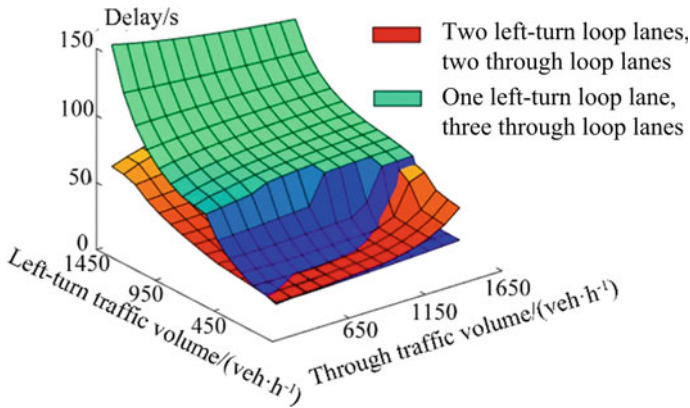 Delay/s
150
100
50
0
1450
950
450
Left-turn traffic volume/(veh·h⁻¹)
650
1150
1650
Through traffic volume/(veh·h⁻¹)
Two left-turn loop lanes,
two through loop lanes
One left-turn loop lane,
three through loop lanes